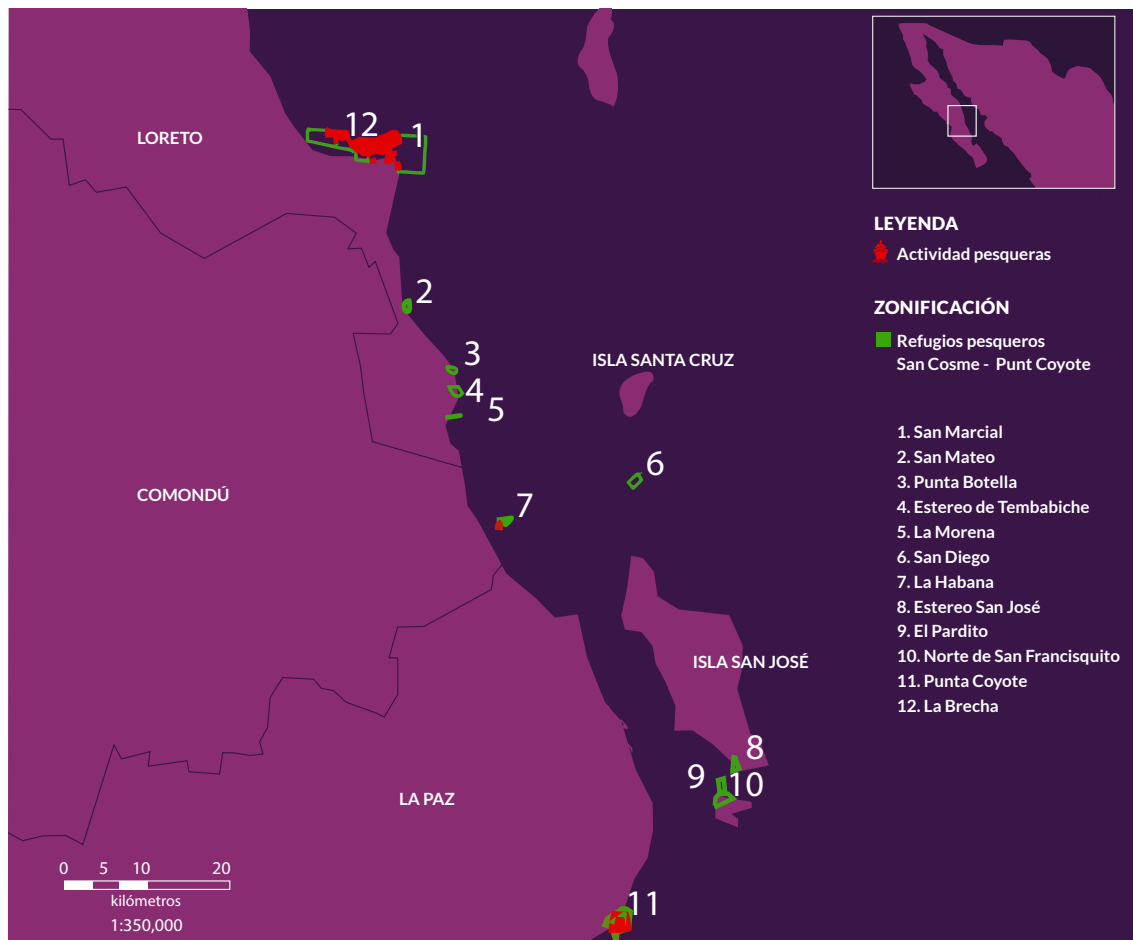 LORETO
12
1
2
3
4
5
ISLA SANTA CRUZ
6
COMONDÚ
7
ISLA SAN JOSÉ
8
9
10
LA PAZ
11
0 5 10 20
kilómetros
1:350,000
LEYENDA
Actividad pesqueras
ZONIFICACIÓN
Refugios pesqueros
San Cosme - Punt Coyote
1. San Marcial
2. San Mateo
3. Punta Botella
4. Estereo de Tembabiche
5. La Morena
6. San Diego
7. La Habana
8. Estereo San José
9. El Pardito
10. Norte de San Francisquito
11. Punta Coyote
12. La Brecha